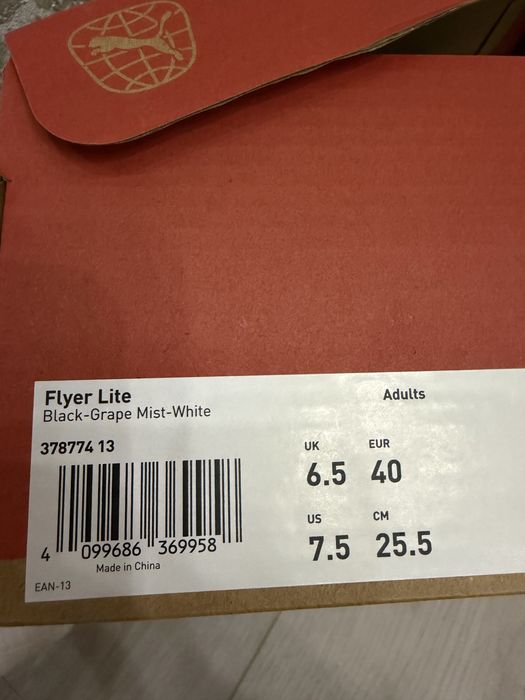 Flyer Lite
Black-Grape Mist-White
Adults
378774 13
UK EUR
6.5 40
US CM
7.5 25.5
4 099686 369958
Made in China
EAN-13